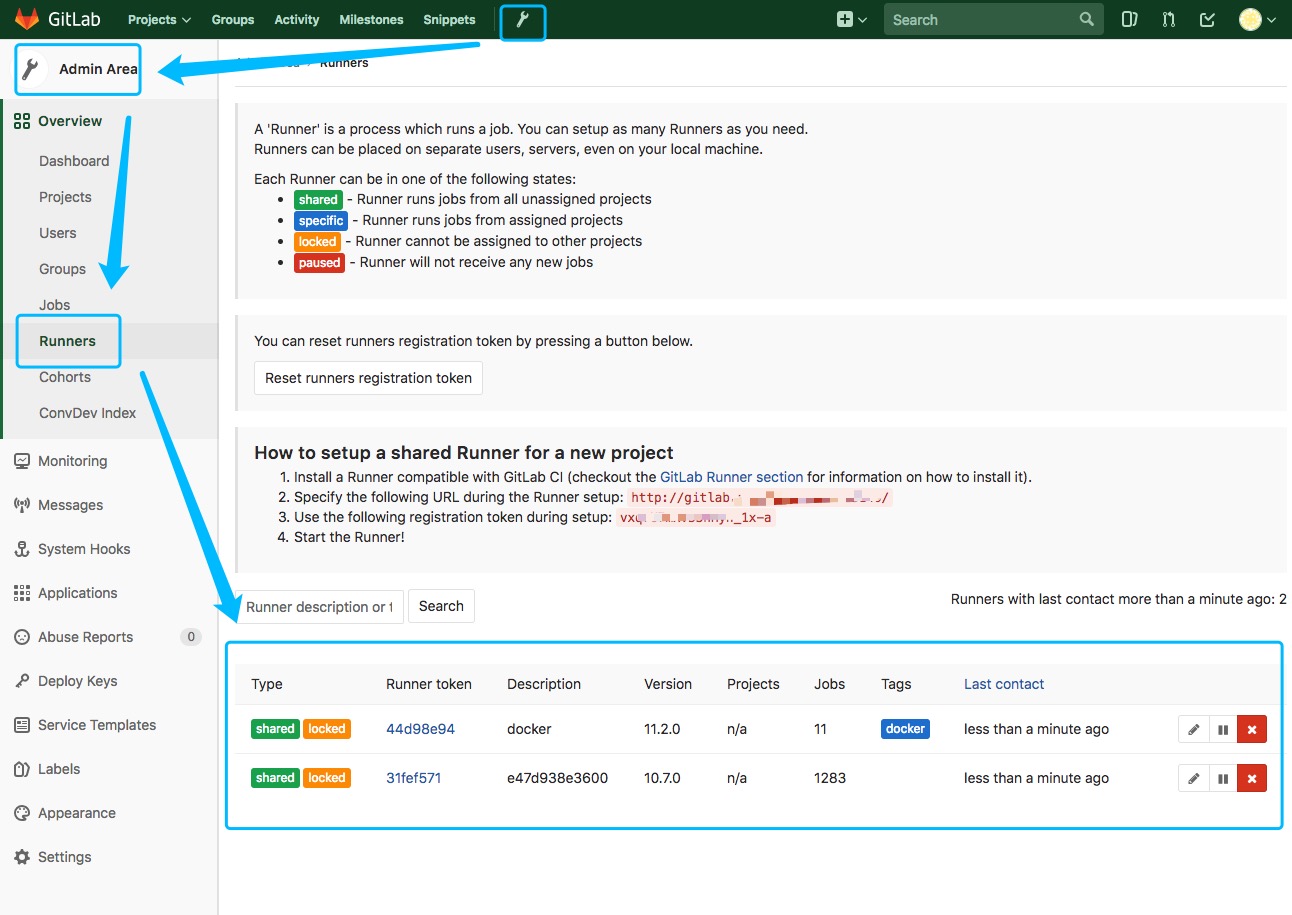 GitLab Projects Groups Activity Milestones Snippets Search
Admin Area
Runners
Overview
Dashboard
Projects
Users
Groups
Jobs
Runners
Cohorts
ConvDev Index
Monitoring
Messages
System Hooks
Applications
Abuse Reports 0
Deploy Keys
Service Templates
Labels
Appearance
Settings
A 'Runner' is a process which runs a job. You can setup as many Runners as you need.
Runners can be placed on separate users, servers, even on your local machine.
Each Runner can be in one of the following states:
• shared - Runner runs jobs from all unassigned projects
• specific - Runner runs jobs from assigned projects
• locked - Runner cannot be assigned to other projects
• paused - Runner will not receive any new jobs
You can reset runners registration token by pressing a button below.
Reset runners registration token
How to setup a shared Runner for a new project
1. Install a Runner compatible with GitLab CI (checkout the GitLab Runner section for information on how to install it).
2. Specify the following URL during the Runner setup: http://gitlab.
3. Use the following registration token during setup:
4. Start the Runner!
Runner description or t Search
Runners with last contact more than a minute ago: 2
Type Runner token Description Version Projects Jobs Tags Last contact
shared locked 44d98e94 docker 11.2.0 n/a 11 docker less than a minute ago
shared locked 31fef571 e47d938e3600 10.7.0 n/a 1283 less than a minute ago